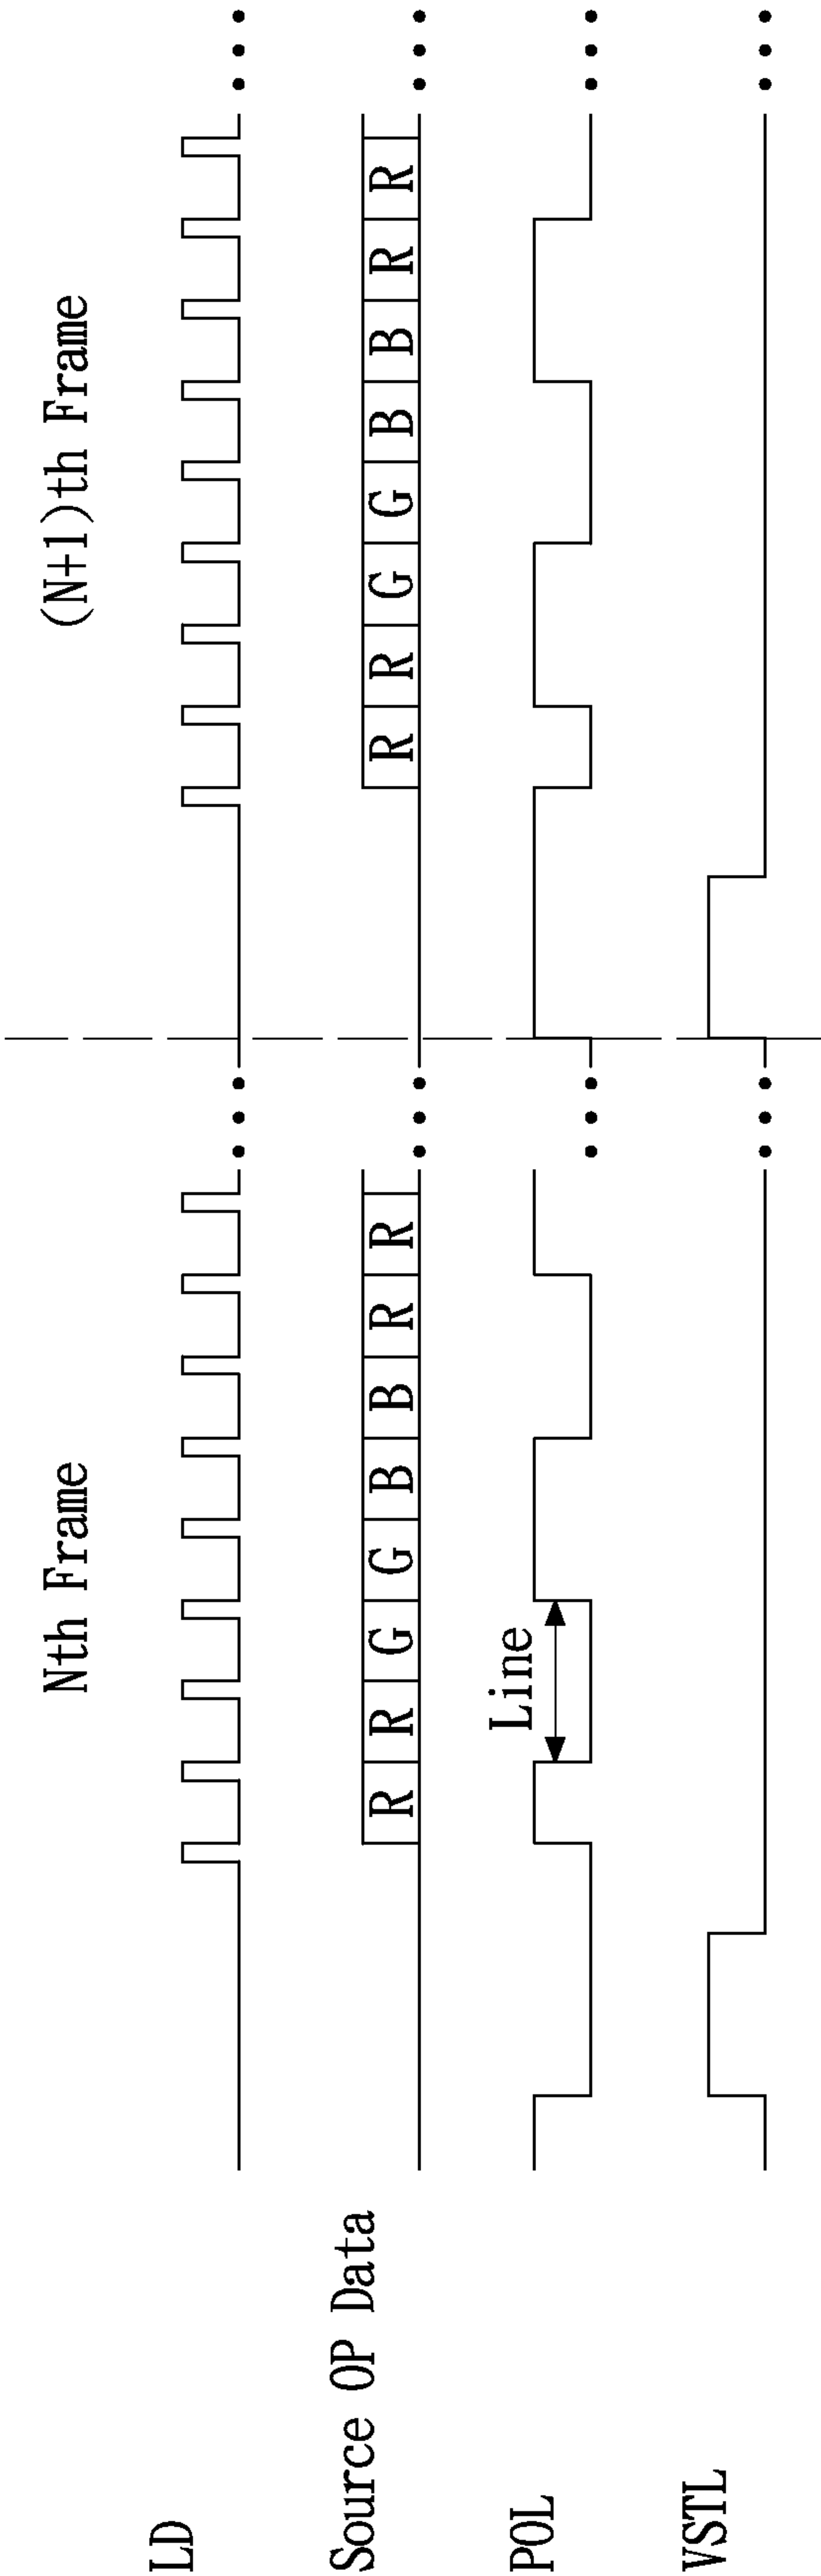 Nth Frame
(N+1)th Frame
LD
Source OP Data
R R G G B B R R
R R G G B B R R
POL
Line
VSTL